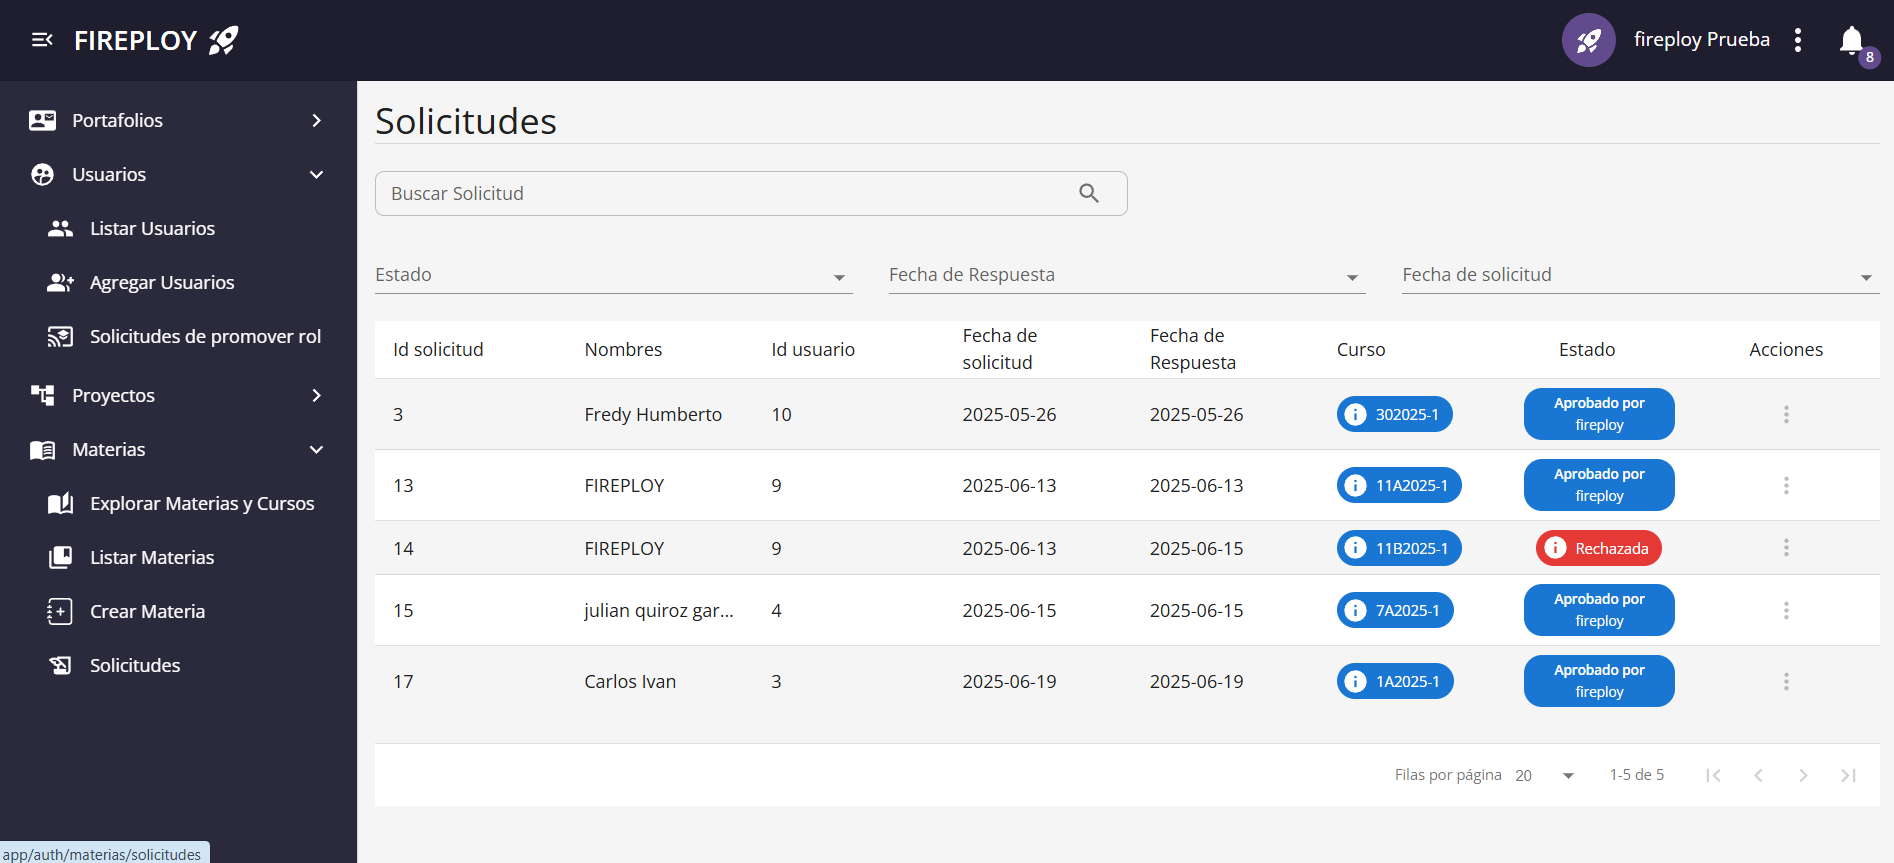 FIREPLOY
fireploy Prueba
8
Portafolios
Usuarios
Listar Usuarios
Agregar Usuarios
Solicitudes de promover rol
Proyectos
Materias
Explorar Materias y Cursos
Listar Materias
Crear Materia
Solicitudes
app/auth/materias/solicitudes
Solicitudes
Buscar Solicitud
Estado
Fecha de Respuesta
Fecha de solicitud
Id solicitud
Nombres
Id usuario
Fecha de
solicitud
Fecha de
Respuesta
Curso
Estado
Acciones
3 Fredy Humberto 10 2025-05-26 2025-05-26 302025-1 Aprobado por
fireploy
13 FIREPLOY 9 2025-06-13 2025-06-13 11A2025-1 Aprobado por
fireploy
14 FIREPLOY 9 2025-06-13 2025-06-15 11B2025-1 Rechazada
15 julian quiroz gar... 4 2025-06-15 2025-06-15 7A2025-1 Aprobado por
fireploy
17 Carlos Ivan 3 2025-06-19 2025-06-19 1A2025-1 Aprobado por
fireploy
Filas por página 20 1-5 de 5